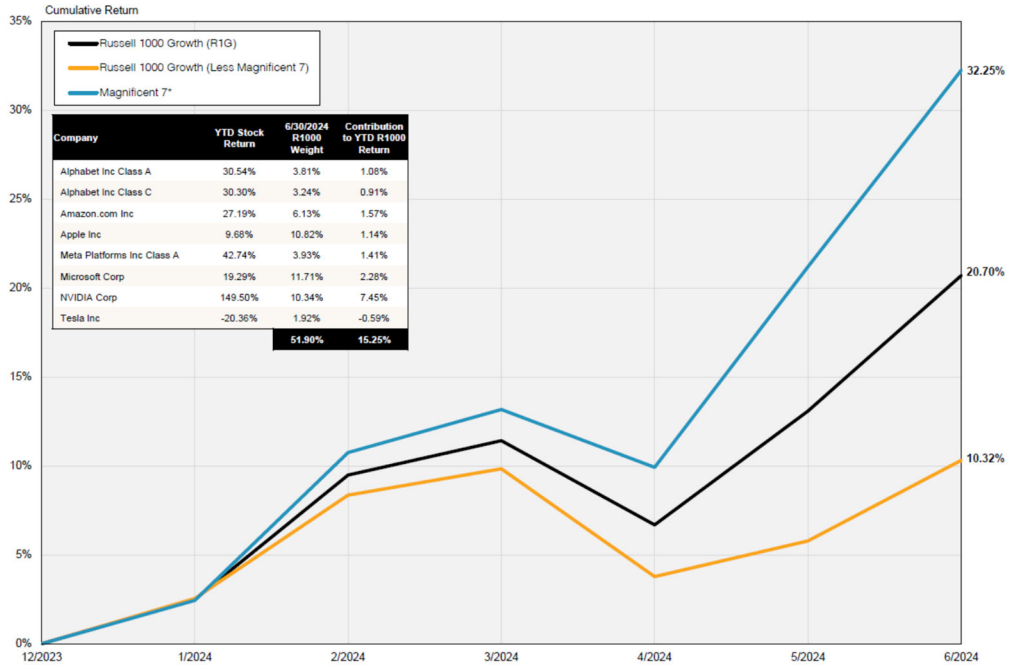 Cumulative Return
35%
Russell 1000 Growth (R1G)
Russell 1000 Growth (Less Magnificent 7)
Magnificent 7*
32.25%
30%
Company YTD Stock Return 6/30/2024 R1000 Weight Contribution to YTD R1000 Return
Alphabet Inc Class A 30.54% 3.81% 1.08%
Alphabet Inc Class C 30.30% 3.24% 0.91%
25%
Amazon.com Inc 27.19% 6.13% 1.57%
Apple Inc 9.68% 10.82% 1.14%
Meta Platforms Inc Class A 42.74% 3.93% 1.41%
Microsoft Corp 19.29% 11.71% 2.28%
20.70%
20%
NVIDIA Corp 149.50% 10.34% 7.45%
Tesla Inc -20.36% 1.92% -0.59%
51.90% 15.25%
15%
10.32%
10%
5%
0%
12/2023 1/2024 2/2024 3/2024 4/2024 5/2024 6/2024